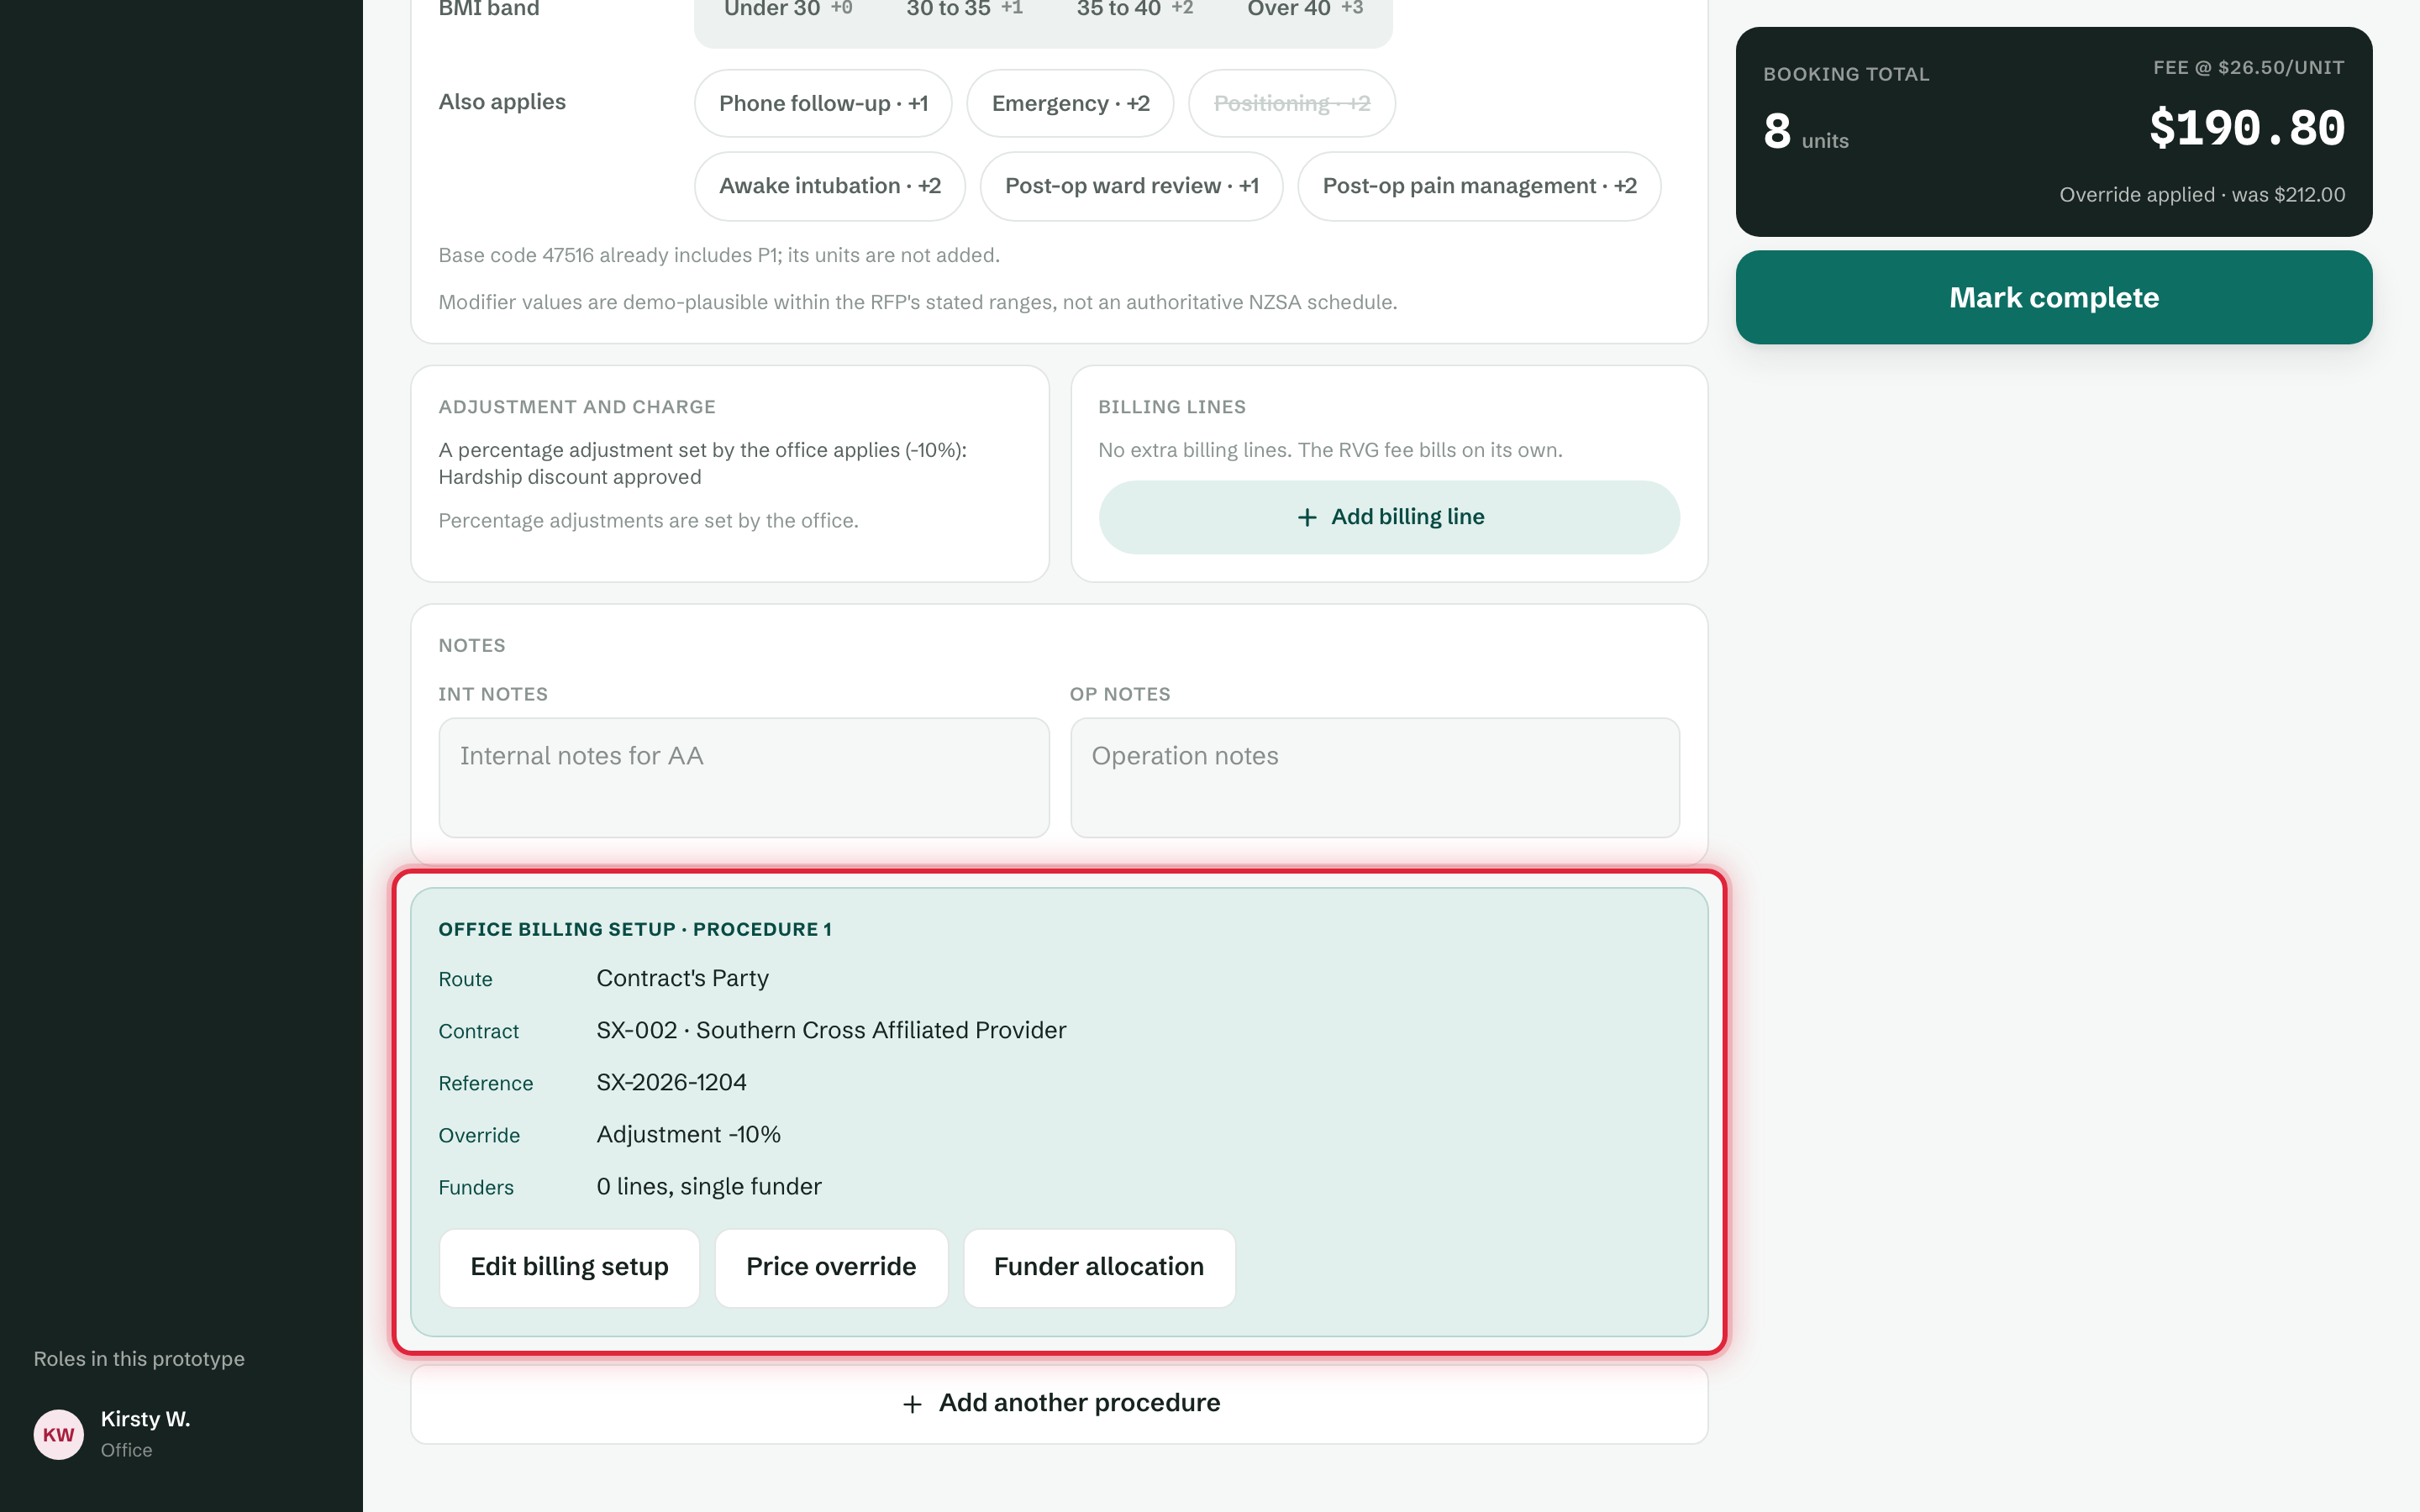 BMI band
Under 30 +0
30 to 35 +1
35 to 40 +2
Over 40 +3
Also applies
Phone follow-up · +1
Emergency · +2
Positioning · +2
Awake intubation · +2
Post-op ward review · +1
Post-op pain management · +2
Base code 47516 already includes P1; its units are not added.
Modifier values are demo-plausible within the RFP's stated ranges, not an authoritative NZSA schedule.
ADJUSTMENT AND CHARGE
A percentage adjustment set by the office applies (-10%):
Hardship discount approved
Percentage adjustments are set by the office.
BILLING LINES
No extra billing lines. The RVG fee bills on its own.
+ Add billing line
NOTES
INT NOTES
Internal notes for AA
OP NOTES
Operation notes
OFFICE BILLING SETUP · PROCEDURE 1
Route Contract's Party
Contract SX-002 · Southern Cross Affiliated Provider
Reference SX-2026-1204
Override Adjustment -10%
Funders 0 lines, single funder
Edit billing setup
Price override
Funder allocation
+ Add another procedure
BOOKING TOTAL
8 units
FEE @ $26.50/UNIT
$190.80
Override applied · was $212.00
Mark complete
Roles in this prototype
KW
Kirsty W.
Office